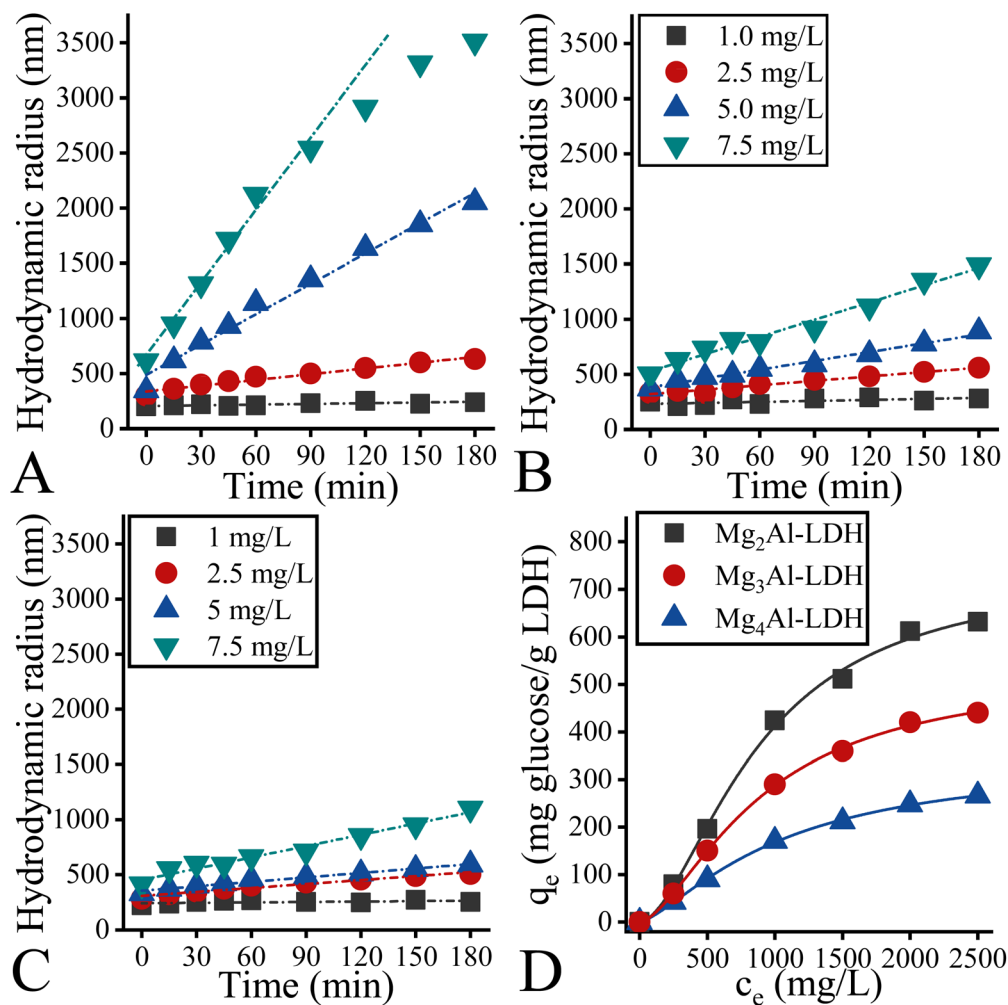 Hydrodynamic radius (nm)
3500
3000
2500
2000
1500
1000
500
0
0 30 60 90 120 150 180
Time (min)
A
Hydrodynamic radius (nm)
3500
3000
2500
2000
1500
1000
500
0
1.0 mg/L
2.5 mg/L
5.0 mg/L
7.5 mg/L
0 30 60 90 120 150 180
Time (min)
B
Hydrodynamic radius (nm)
3500
3000
2500
2000
1500
1000
500
0
1 mg/L
2.5 mg/L
5 mg/L
7.5 mg/L
0 30 60 90 120 150 180
Time (min)
C
qₑ (mg glucose/g LDH)
800
700
600
500
400
300
200
100
0
Mg₂Al-LDH
Mg₃Al-LDH
Mg₄Al-LDH
0 500 1000 1500 2000 2500
cₑ (mg/L)
D